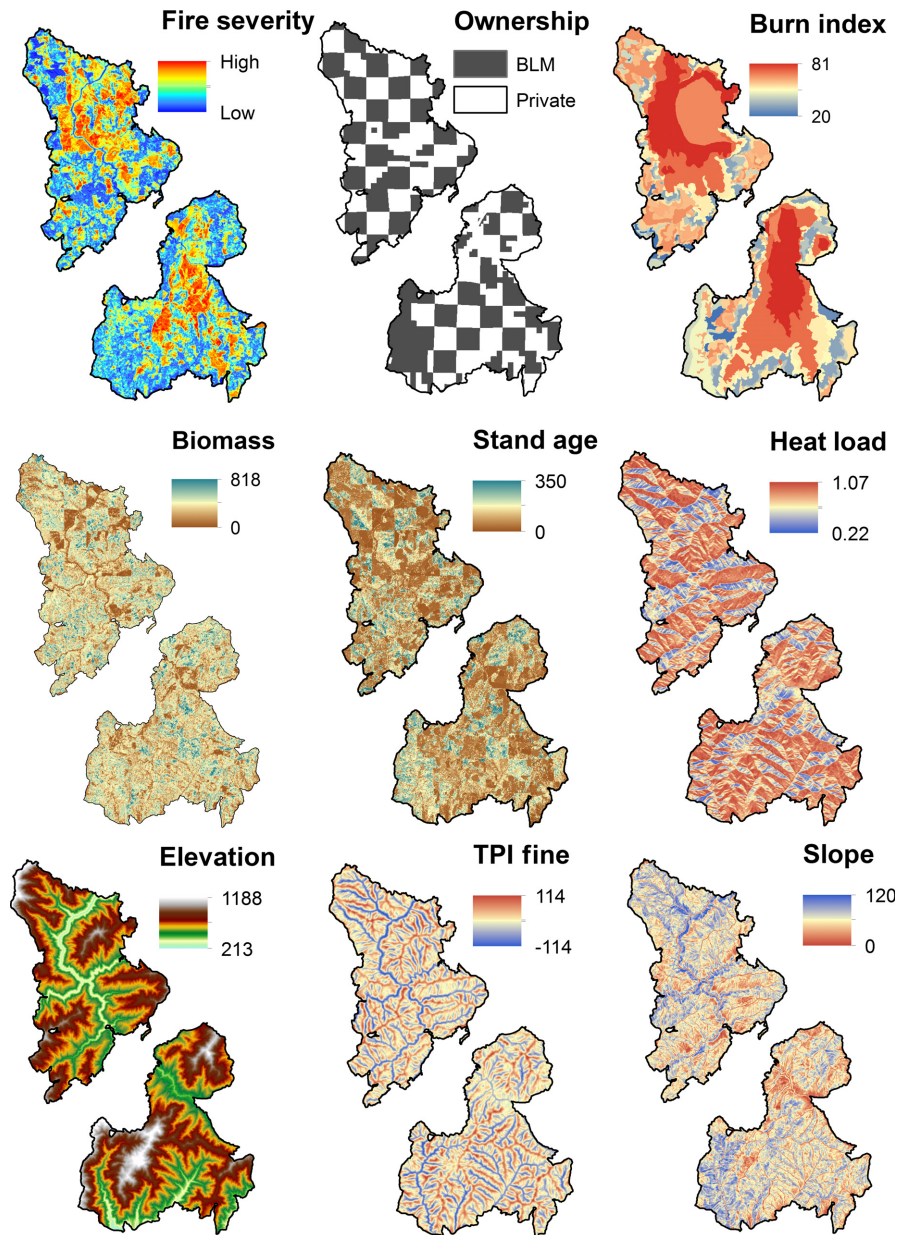 Fire severity
High
Low
Ownership
BLM
Private
Burn index
81
20
Biomass
818
0
Stand age
350
0
Heat load
1.07
0.22
Elevation
1188
213
TPI fine
114
-114
Slope
120
0